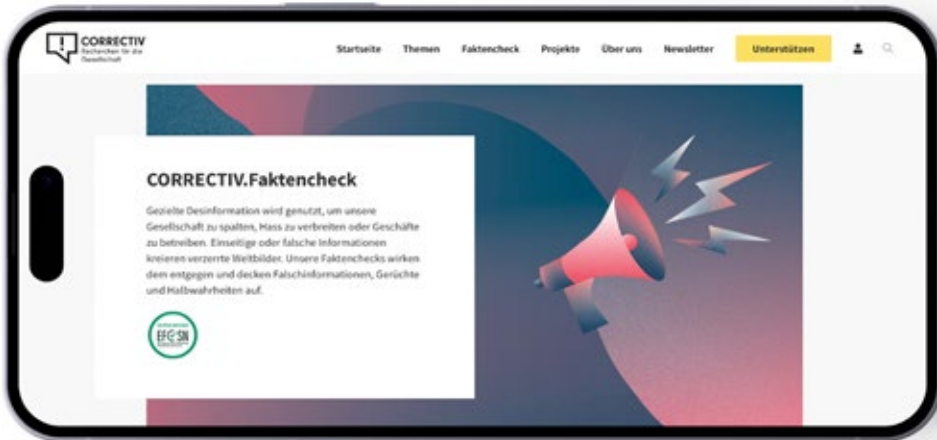 CORRECTIV
Recherchen für die
Gesellschaft
Startseite Themen Faktencheck Projekte Über uns Newsletter Unterstützen
CORRECTIV.Faktencheck
Gezielte Desinformation wird genutzt, um unsere
Gesellschaft zu spalten, Hass zu verbreiten oder Geschäfte
zu betreiben. Einseitige oder falsche Informationen
kreieren verzerrte Weltbilder. Unsere Faktenchecks wirken
dem entgegen und decken Falschinformationen, Gerüchte
und Halbwahrheiten auf.
EFCSN